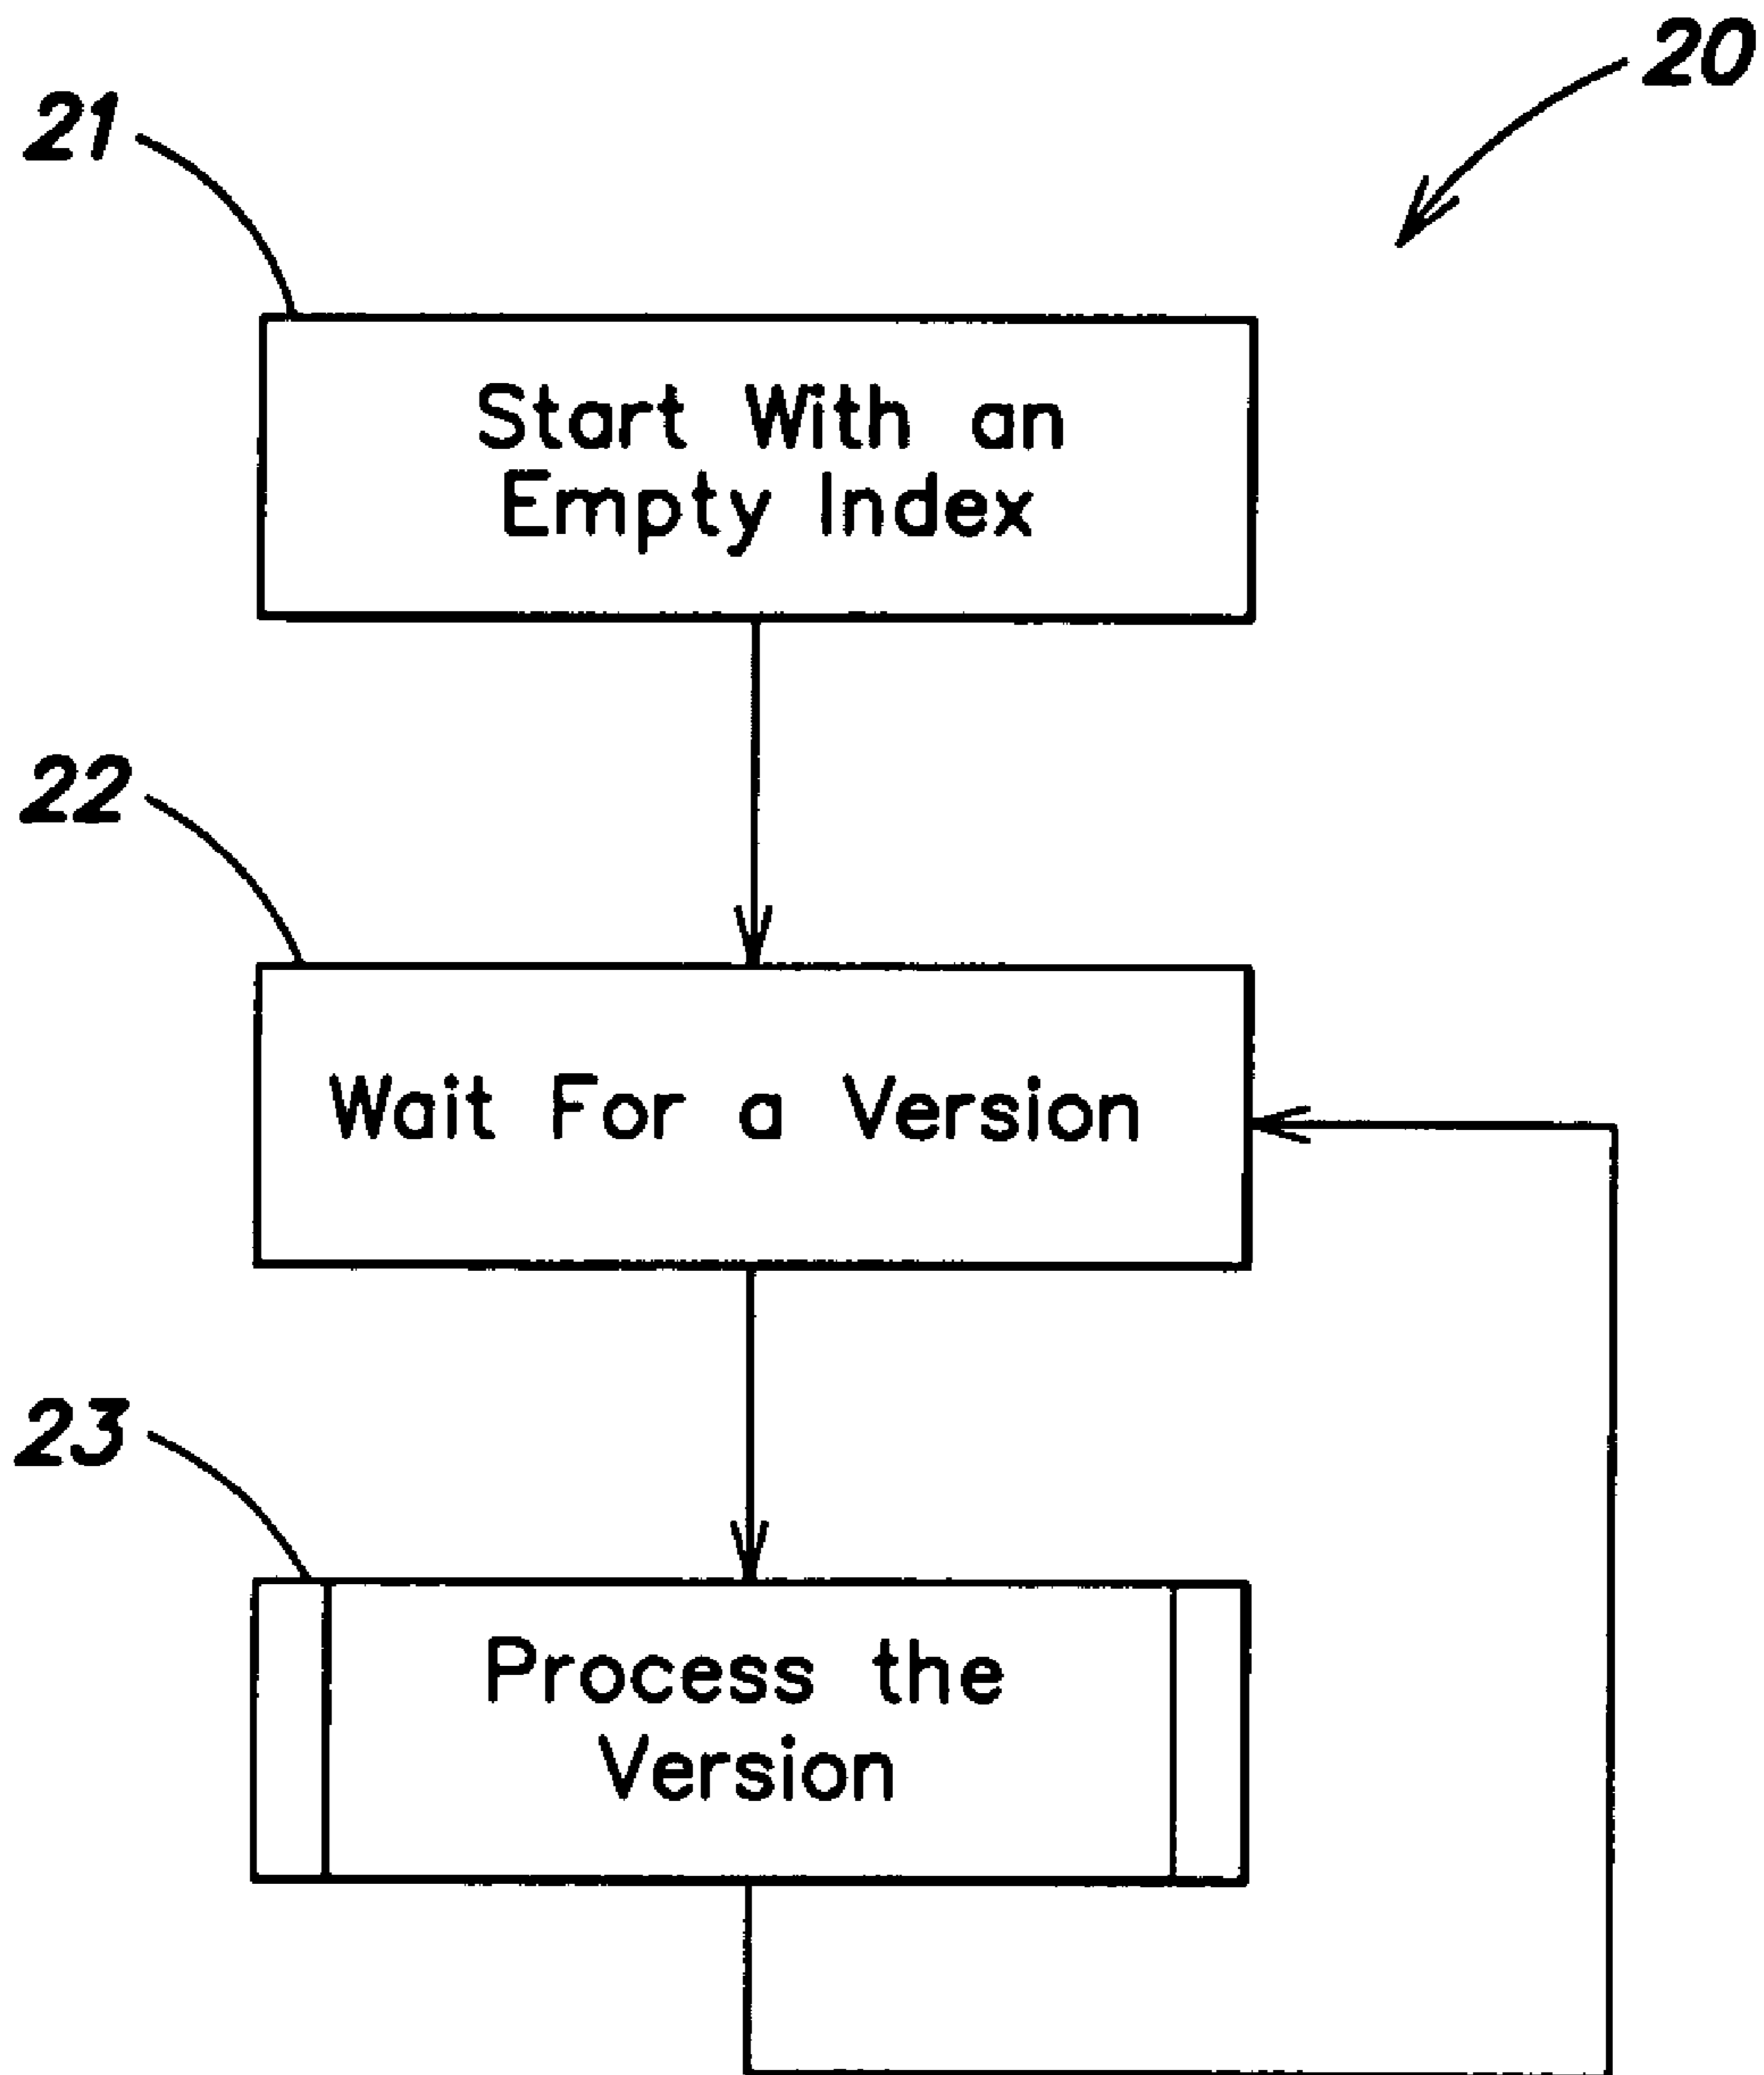 20
21
Start With an
Empty Index
22
Wait For a Version
23
Process the
Version